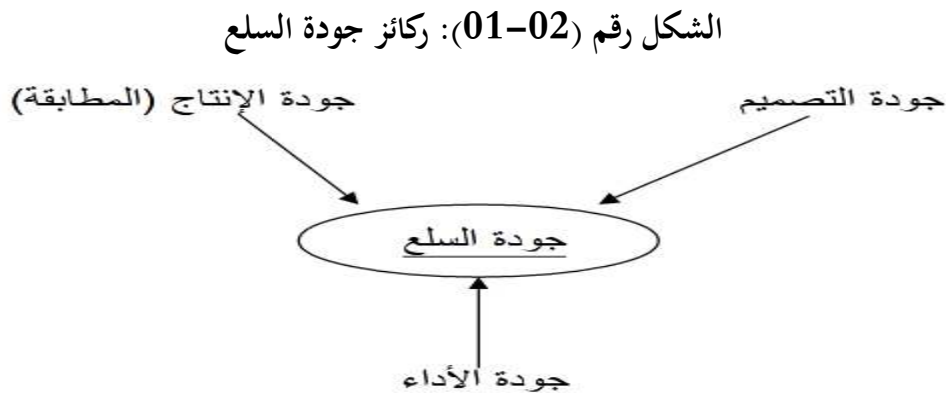 الشكل رقم (02-01): ركائز جودة السلع
جودة التصميم
جودة الإنتاج (المطابقة)
جودة السلع
جودة الأداء